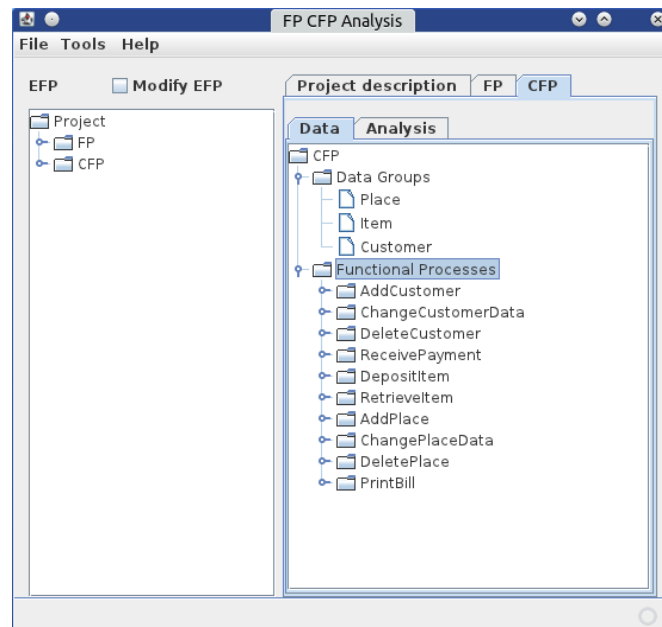 FP CFP Analysis
File Tools Help
EFP Modify EFP
Project
FP
CFP
Project description FP CFP
Data Analysis
CFP
Data Groups
Place
Item
Customer
Functional Processes
AddCustomer
ChangeCustomerData
DeleteCustomer
ReceivePayment
DepositItem
RetrieveItem
AddPlace
ChangePlaceData
DeletePlace
PrintBill